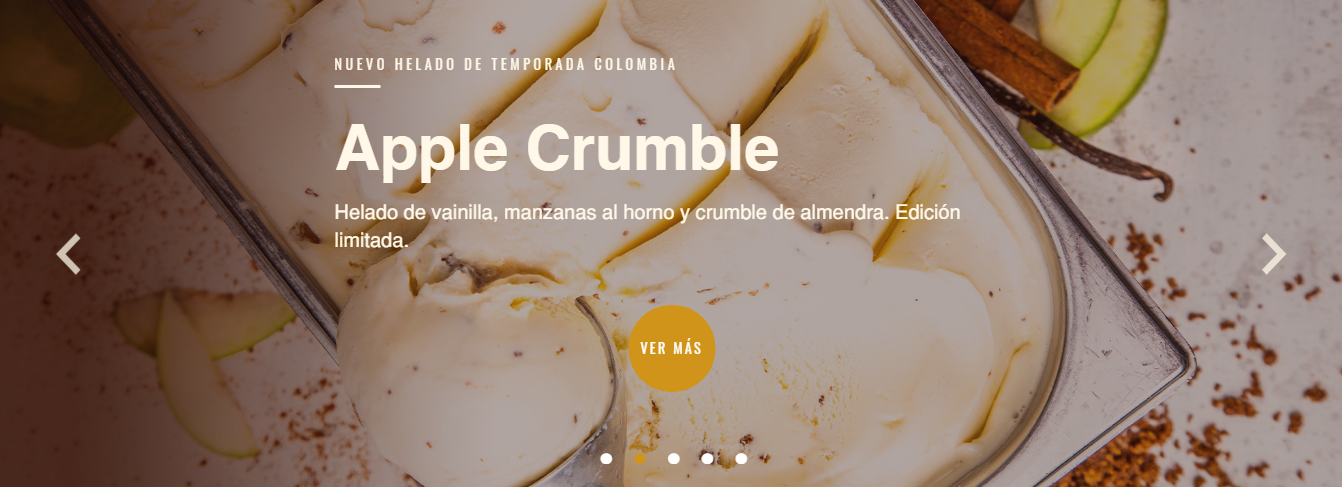 NUEVO HELADO DE TEMPORADA COLOMBIA
Apple Crumble
Helado de vainilla, manzanas al horno y crumble de almendra. Edición
limitada.
VER MÁS